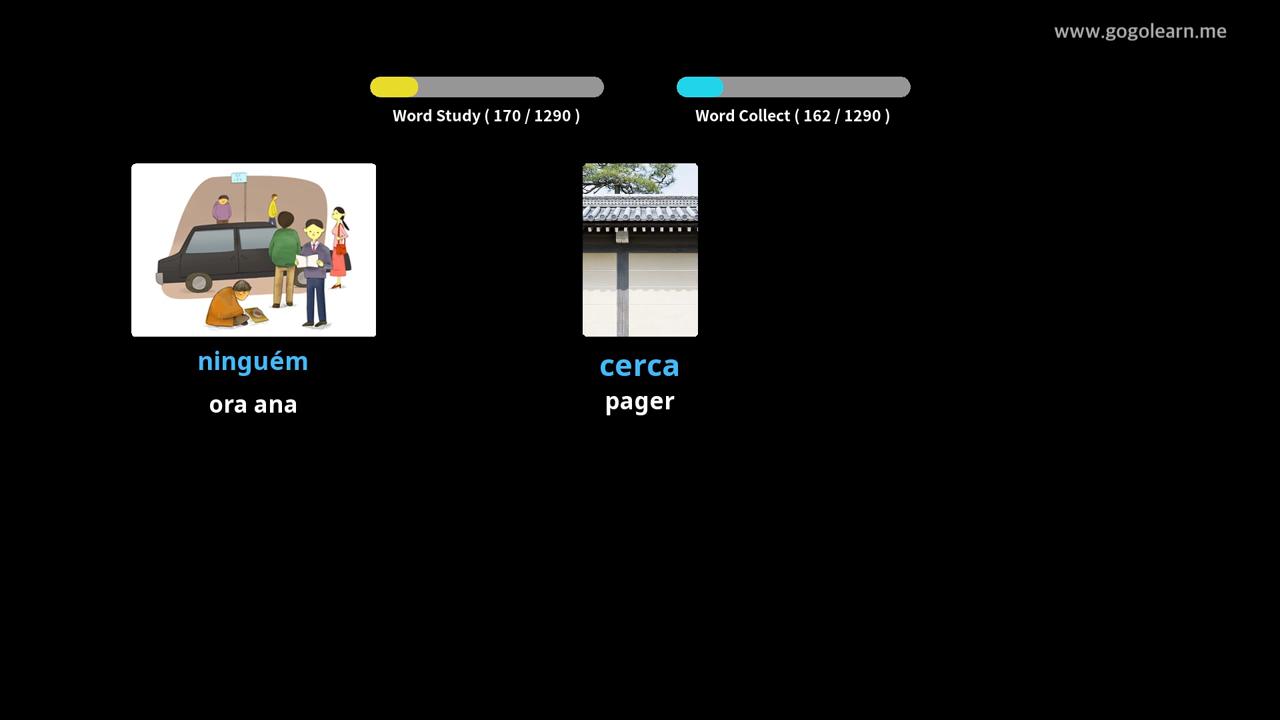 www.gogolearn.me
Word Study ( 170 / 1290 )
Word Collect ( 162 / 1290 )
ninguém
ora ana
cerca
pager